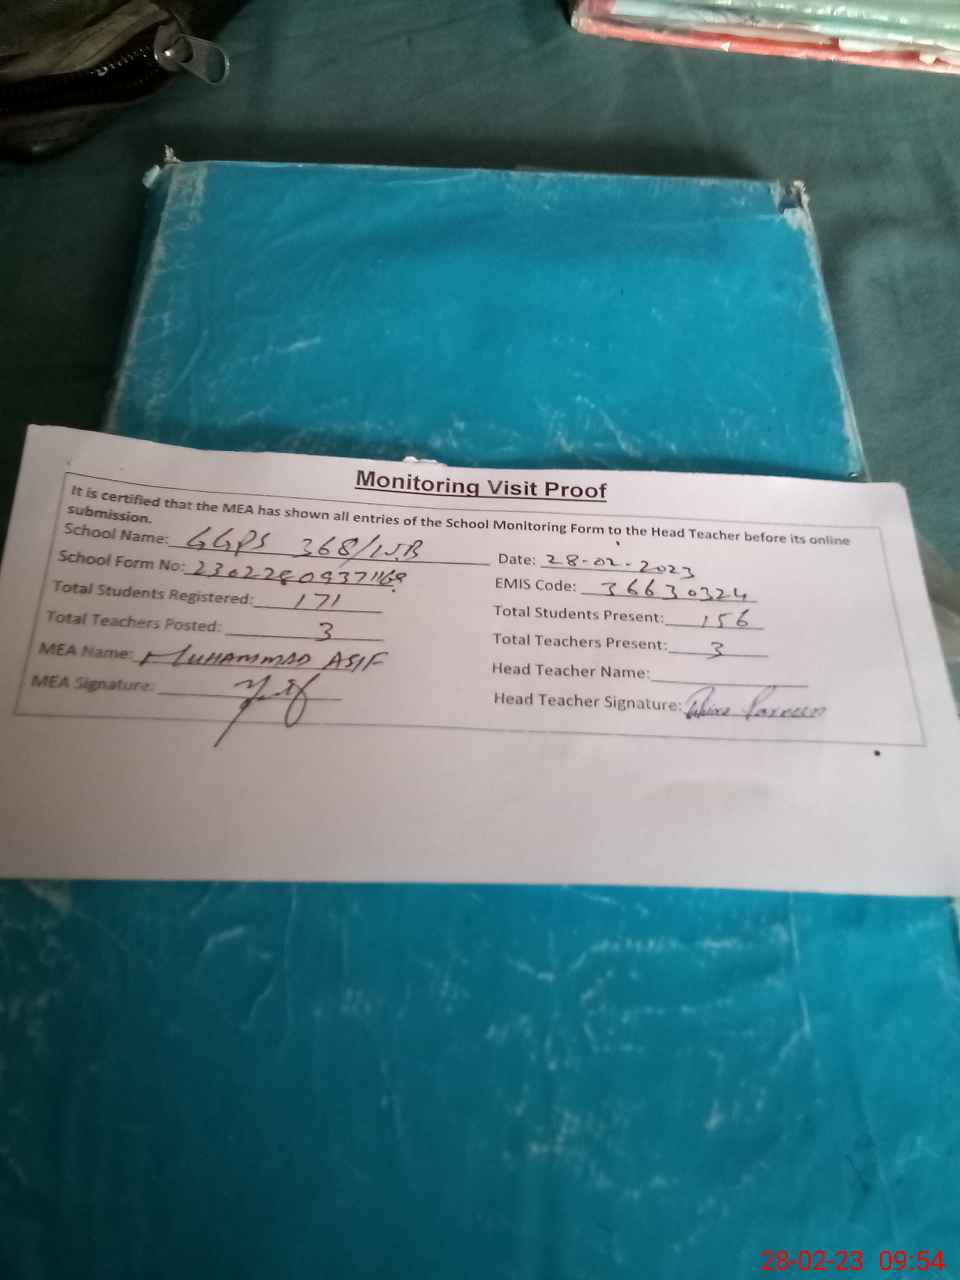 Monitoring Visit Proof
It is certified that the MEA has shown all entries of the School Monitoring Form to the Head Teacher before its online
submission.
School Name: GGPS 368/WB
Date: 28-02-2023
School Form No:
EMIS Code: 36630324
Total Students Registered: 171
Total Students Present: 156
Total Teachers Posted: 3
Total Teachers Present: 3
MEA Name: MUHAMMAD ASIF
Head Teacher Name:
MEA Signature:
Head Teacher Signature: Parveen
28-02-23 09:54